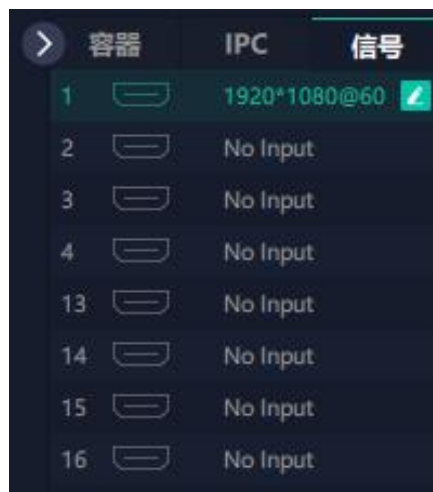 容器 IPC 信号
1 1920*1080@60
2 No Input
3 No Input
4 No Input
13 No Input
14 No Input
15 No Input
16 No Input